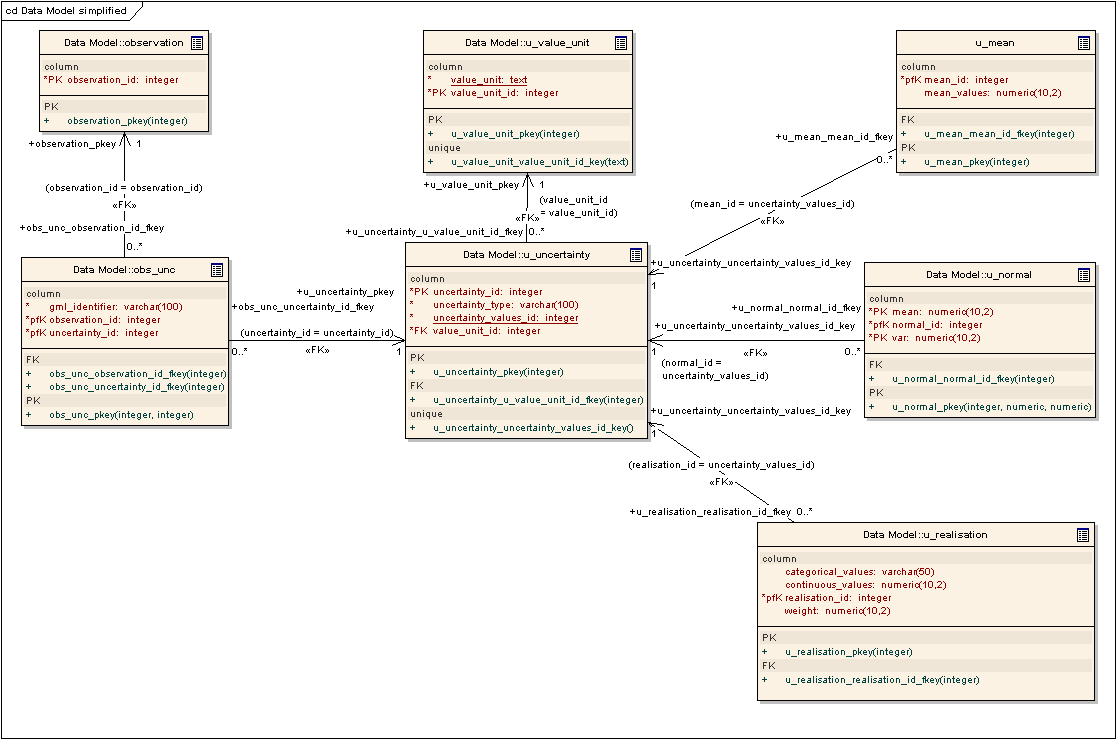 cd Data Model simplified
Data Model::observation
column
*PK observation_id: integer
PK
+ observation_pkey(integer)
+observation_pkey 1
(observation_id = observation_id)
«FK»
+obs_unc_observation_id_fkey
0..*
Data Model::obs_unc
column
* gml_identifier: varchar(100)
*pfK observation_id: integer
*pfK uncertainty_id: integer
FK
+ obs_unc_observation_id_fkey(integer)
+ obs_unc_uncertainty_id_fkey(integer)
PK
+ obs_unc_pkey(integer, integer)
+u_uncertainty_pkey
+obs_unc_uncertainty_id_fkey
(uncertainty_id = uncertainty_id)
0..* «FK» 1
Data Model::u_value_unit
column
* value_unit: text
*PK value_unit_id: integer
PK
+ u_value_unit_pkey(integer)
unique
+ u_value_unit_value_unit_id_key(text)
+u_value_unit_pkey 1
(value_unit_id
= value_unit_id)
«FK»
+u_uncertainty_u_value_unit_id_fkey 0..*
Data Model::u_uncertainty
column
*PK uncertainty_id: integer
* uncertainty_type: varchar(100)
* uncertainty_values_id: integer
*FK value_unit_id: integer
PK
+ u_uncertainty_pkey(integer)
FK
+ u_uncertainty_u_value_unit_id_fkey(integer)
unique
+ u_uncertainty_uncertainty_values_id_key()
u_mean
column
*pfK mean_id: integer
mean_values: numeric(10,2)
FK
+ u_mean_mean_id_fkey(integer)
PK
+ u_mean_pkey(integer)
+u_mean_mean_id_fkey
0..*
(mean_id = uncertainty_values_id)
«FK»
+u_uncertainty_uncertainty_values_id_key
1
Data Model::u_normal
column
*PK mean: numeric(10,2)
*pfK normal_id: integer
*PK var: numeric(10,2)
FK
+ u_normal_normal_id_fkey(integer)
PK
+ u_normal_pkey(integer, numeric, numeric)
+u_normal_normal_id_fkey
+u_uncertainty_uncertainty_values_id_key
1 «FK» 0..*
(normal_id =
uncertainty_values_id)
+u_uncertainty_uncertainty_values_id_key
1
(realisation_id = uncertainty_values_id)
«FK»
+u_realisation_realisation_id_fkey 0..*
Data Model::u_realisation
column
categorical_values: varchar(50)
continuous_values: numeric(10,2)
*pfK realisation_id: integer
weight: numeric(10,2)
PK
+ u_realisation_pkey(integer)
FK
+ u_realisation_realisation_id_fkey(integer)